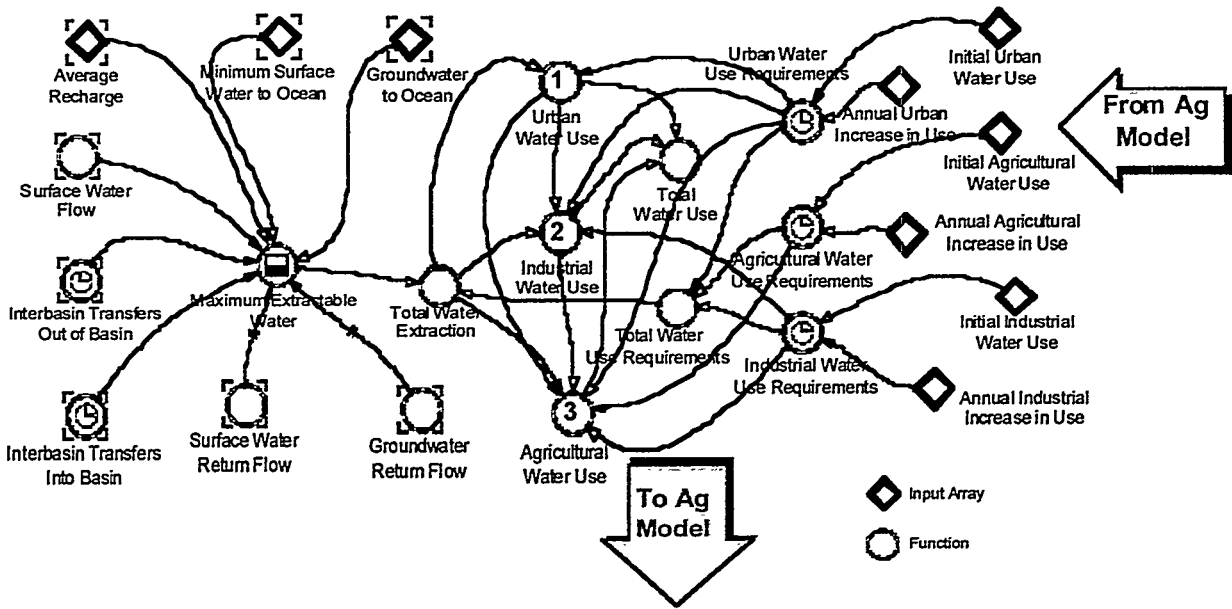 Average
Recharge
Minimum Surface
Water to Ocean
Groundwater
to Ocean
Surface Water
Flow
Interbasin Transfers
Out of Basin
Interbasin Transfers
Into Basin
Maximum Extractable
Water
Surface Water
Return Flow
Groundwater
Return Flow
Total Water
Extraction
1
Urban
Water Use
2
Industrial
Water Use
3
Agricultural
Water Use
Total
Water Use
Total Water
Use Requirements
Urban Water
Use Requirements
Agricultural Water
Use Requirements
Industrial Water
Use Requirements
Initial Urban
Water Use
Annual Urban
Increase in Use
Initial Agricultural
Water Use
Annual Agricultural
Increase in Use
Initial Industrial
Water Use
Annual Industrial
Increase in Use
From Ag
Model
To Ag
Model
Input Array
Function